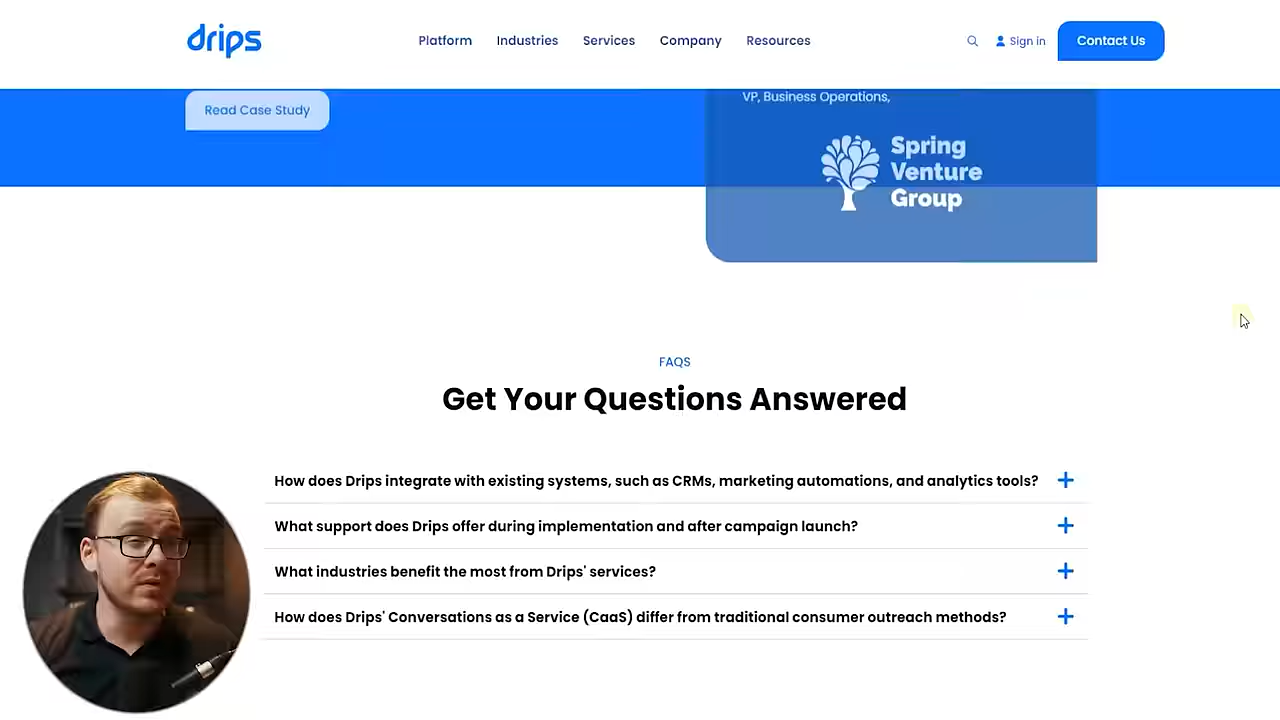 drips
Platform
Industries
Services
Company
Resources
Sign in
Contact Us
Read Case Study
VP, Business Operations,
Spring
Venture
Group
FAQS
Get Your Questions Answered
How does Drips integrate with existing systems, such as CRMs, marketing automations, and analytics tools?
What support does Drips offer during implementation and after campaign launch?
What industries benefit the most from Drips' services?
How does Drips' Conversations as a Service (CaaS) differ from traditional consumer outreach methods?